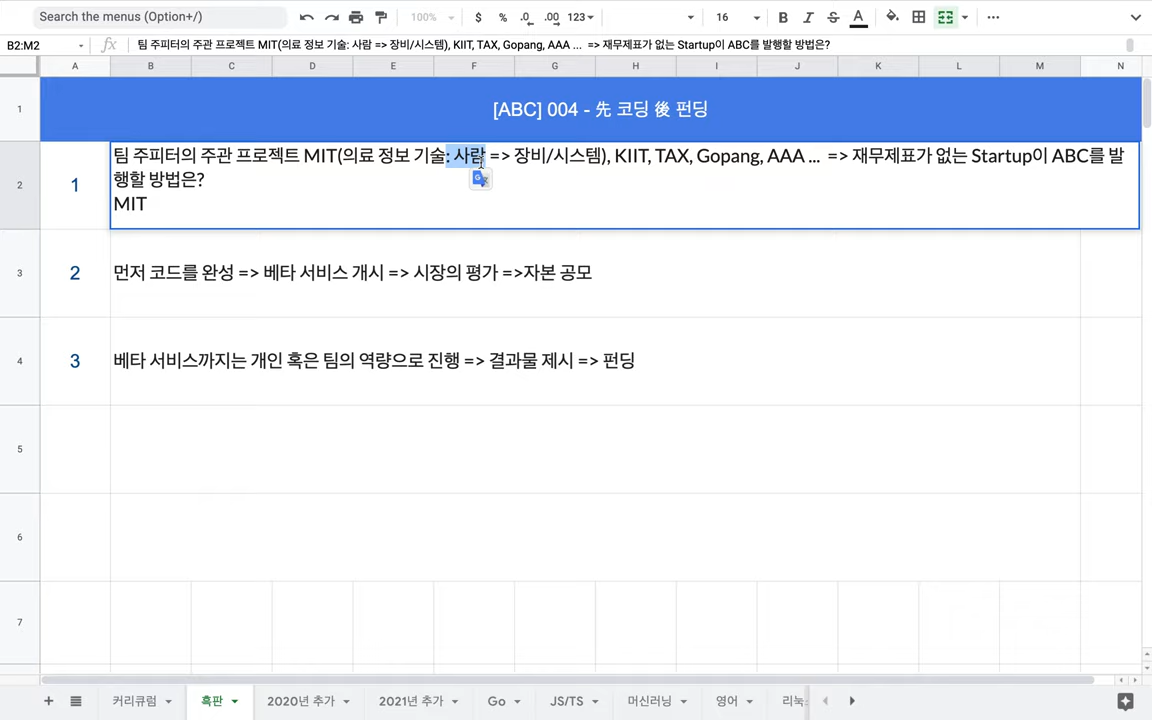 Search the menus (Option+/)
100%
$ % .0 .00 123
16
B I S A
B2:M2
fx 팀 주피터의 주관 프로젝트 MIT(의료 정보 기술: 사람 => 장비/시스템), KIIT, TAX, Gopang, AAA ... => 재무제표가 없는 Startup이 ABC를 발행할 방법은?
A B C D E F G H I J K L M N
1 [ABC] 004 - 先 코딩 後 펀딩
2 1 팀 주피터의 주관 프로젝트 MIT(의료 정보 기술: 사람 => 장비/시스템), KIIT, TAX, Gopang, AAA ... => 재무제표가 없는 Startup이 ABC를 발
행할 방법은?
MIT
3 2 먼저 코드를 완성 => 베타 서비스 개시 => 시장의 평가 =>자본 공모
4 3 베타 서비스까지는 개인 혹은 팀의 역량으로 진행 => 결과물 제시 => 펀딩
5
6
7
커리큐럼 흑판 2020년 추가 2021년 추가 Go JS/TS 머신러닝 영어 리눅